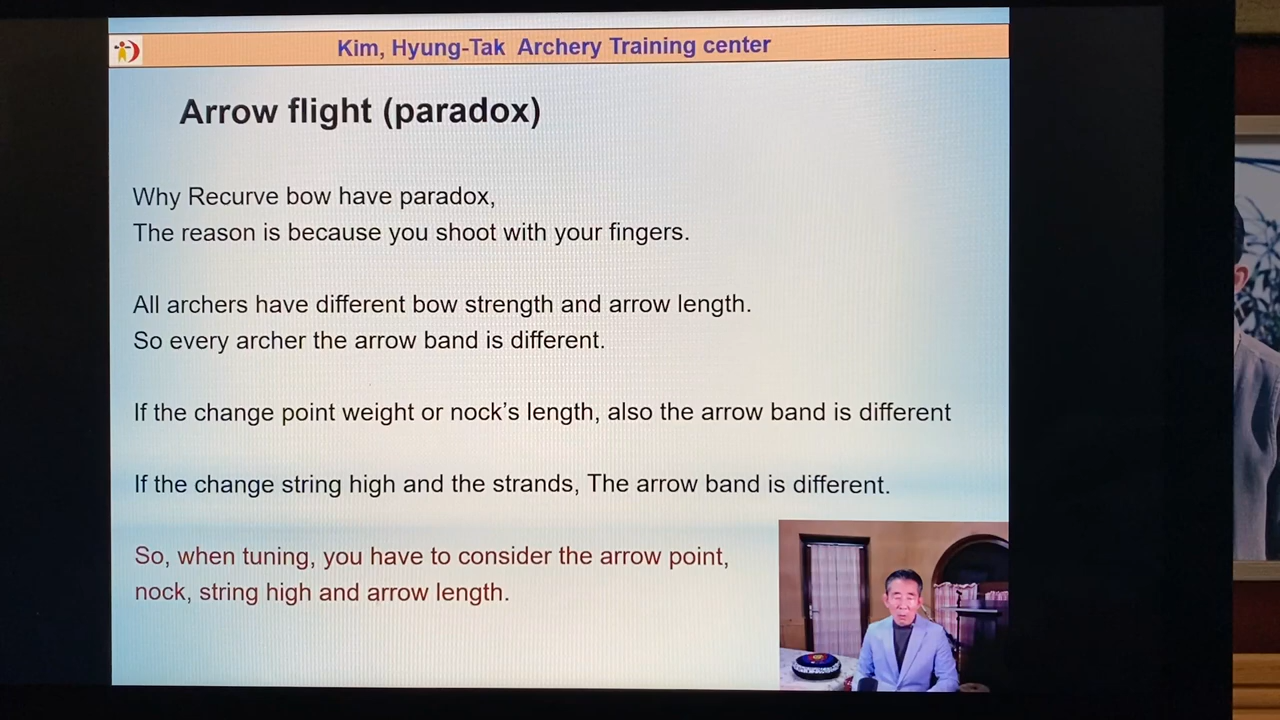 Kim, Hyung-Tak Archery Training center
Arrow flight (paradox)
Why Recurve bow have paradox,
The reason is because you shoot with your fingers.
All archers have different bow strength and arrow length.
So every archer the arrow band is different.
If the change point weight or nock's length, also the arrow band is different
If the change string high and the strands, The arrow band is different.
So, when tuning, you have to consider the arrow point,
nock, string high and arrow length.